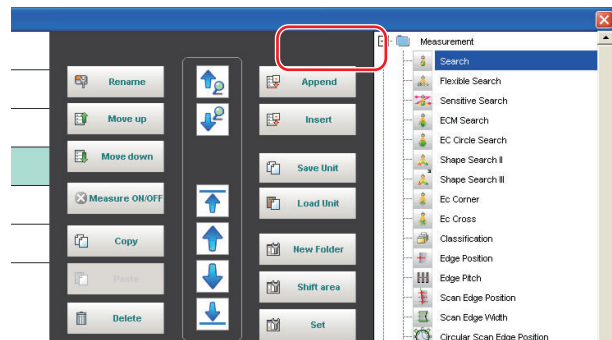 Rename
Move up
Move down
Measure ON/OFF
Copy
Paste
Delete
Append
Insert
Save Unit
Load Unit
New Folder
Shift area
Set
Measurement
Search
Flexible Search
Sensitive Search
ECM Search
EC Circle Search
Shape Search II
Shape Search III
Ec Corner
Ec Cross
Classification
Edge Position
Edge Pitch
Scan Edge Position
Scan Edge Width
Circular Scan Edge Position